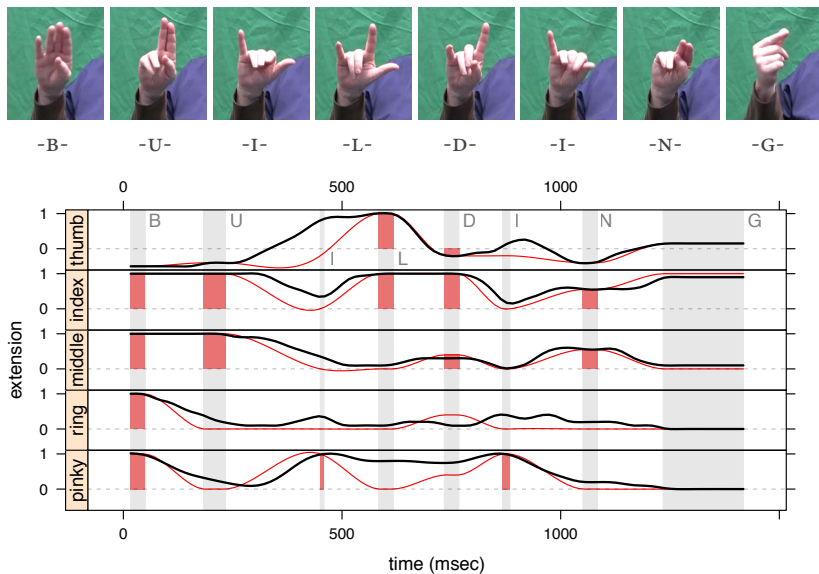 -B- -U- -I- -L- -D- -I- -N- -G-
0 500 1000
B U I L D I N G
extension
thumb 1 0
index 1 0
middle 1 0
ring 1 0
pinky 1 0
0 500 1000
time (msec)